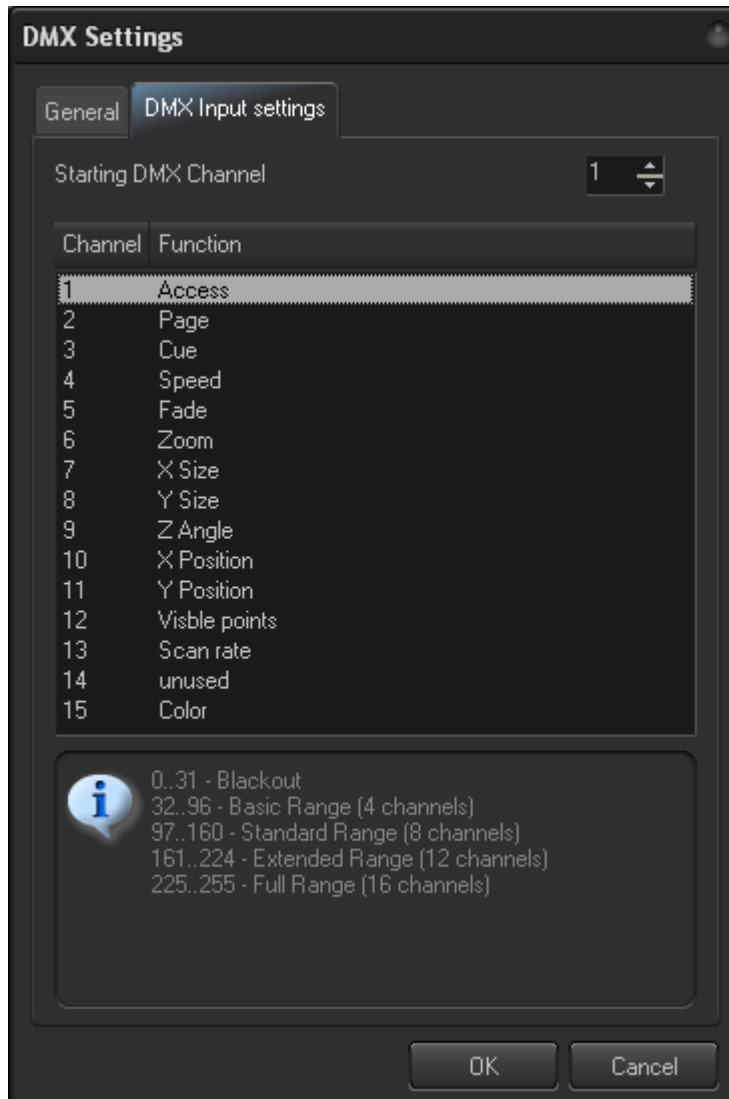 DMX Settings
General DMX Input settings
Starting DMX Channel 1
Channel Function
1 Access
2 Page
3 Cue
4 Speed
5 Fade
6 Zoom
7 X Size
8 Y Size
9 Z Angle
10 X Position
11 Y Position
12 Visble points
13 Scan rate
14 unused
15 Color
0..31 - Blackout
32..96 - Basic Range (4 channels)
97..160 - Standard Range (8 channels)
161..224 - Extended Range (12 channels)
225..255 - Full Range (16 channels)
OK Cancel